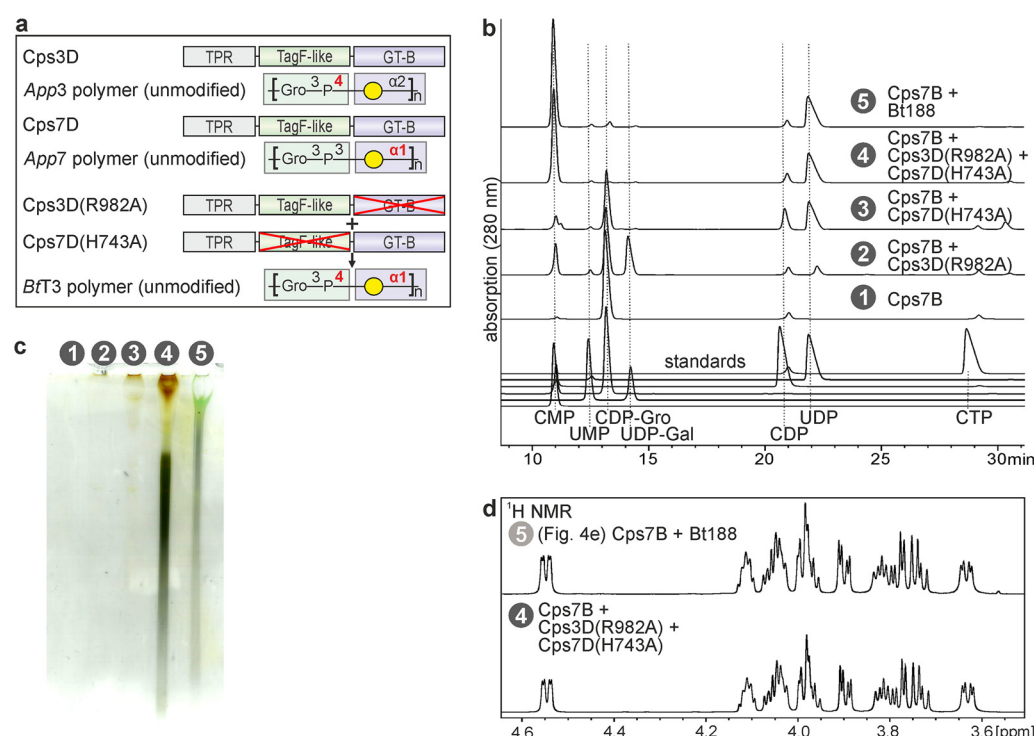 a
Cps3D
TPR TagF-like GT-B
App3 polymer (unmodified)
[Gro 3 P 4 α2]n
Cps7D
TPR TagF-like GT-B
App7 polymer (unmodified)
[Gro 3 P 3 α1]n
Cps3D(R982A)
TPR TagF-like GT-B
+
Cps7D(H743A)
TPR TagF-like GT-B
BtT3 polymer (unmodified)
[Gro 3 P 4 α1]n
b
absorption (280 nm)
5 Cps7B +
Bt188
4 Cps7B +
Cps3D(R982A) +
Cps7D(H743A)
3 Cps7B +
Cps7D(H743A)
2 Cps7B +
Cps3D(R982A)
1 Cps7B
standards
CMP CDP-Gro UDP CTP
UMP UDP-Gal CDP
10 15 20 25 30min
c
1 2 3 4 5
d
1H NMR
5 (Fig. 4e) Cps7B + Bt188
4 Cps7B +
Cps3D(R982A) +
Cps7D(H743A)
4.6 4.4 4.2 4.0 3.8 3.6[ppm]